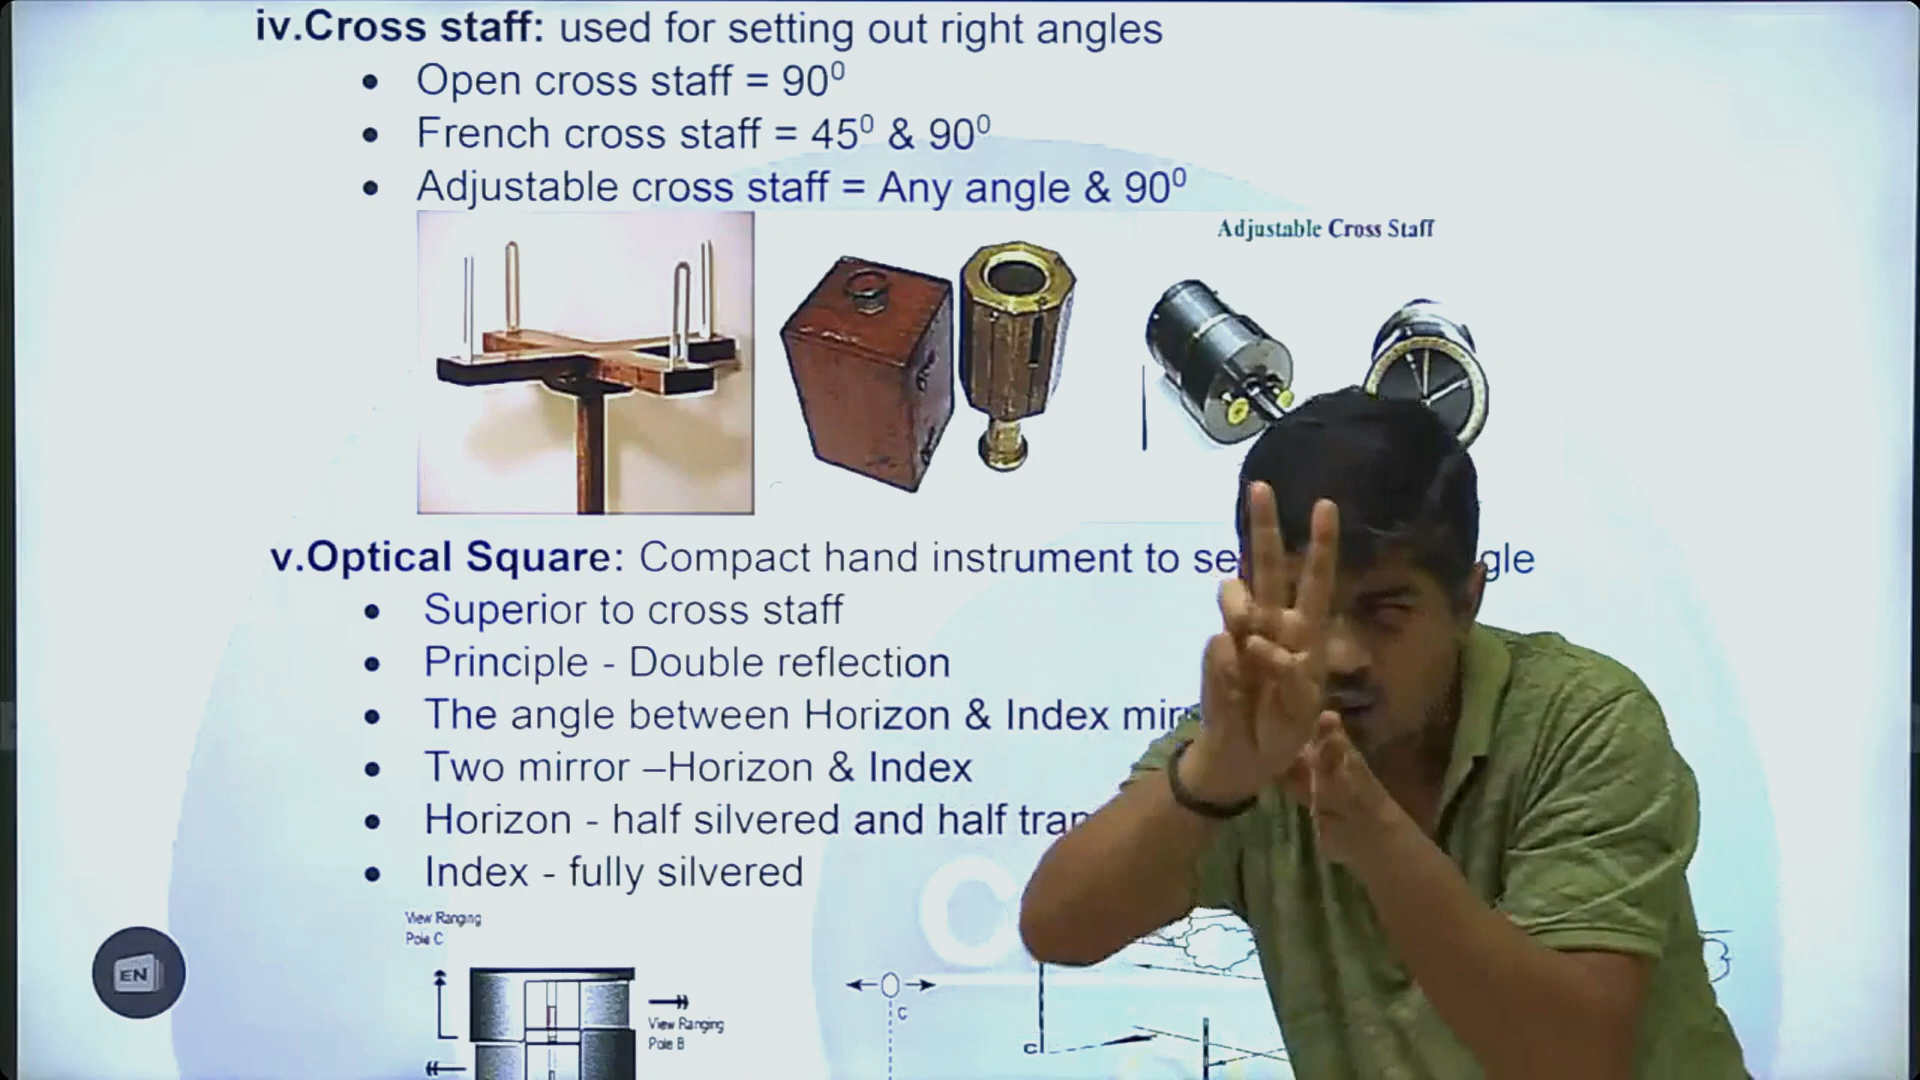 iv.Cross staff: used for setting out right angles
• Open cross staff = 90⁰
• French cross staff = 45⁰ & 90⁰
• Adjustable cross staff = Any angle & 90⁰
Adjustable Cross Staff
v.Optical Square: Compact hand instrument to se gle
• Superior to cross staff
• Principle - Double reflection
• The angle between Horizon & Index mir
• Two mirror –Horizon & Index
• Horizon - half silvered and half tran
• Index - fully silvered
View Ranging
Pole C
View Ranging
Pole B
C
C
EN